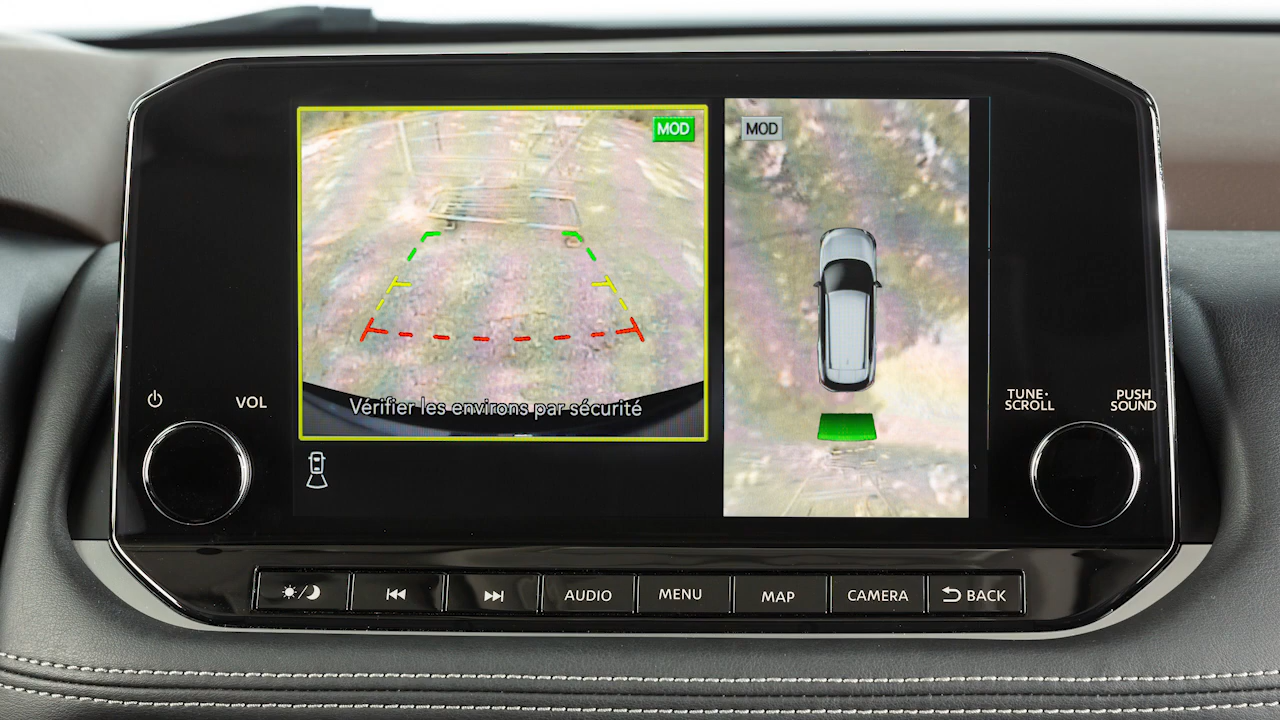 MOD
MOD
Vérifier les environs par sécurité
VOL
TUNE·
SCROLL
PUSH
SOUND
AUDIO
MENU
MAP
CAMERA
BACK